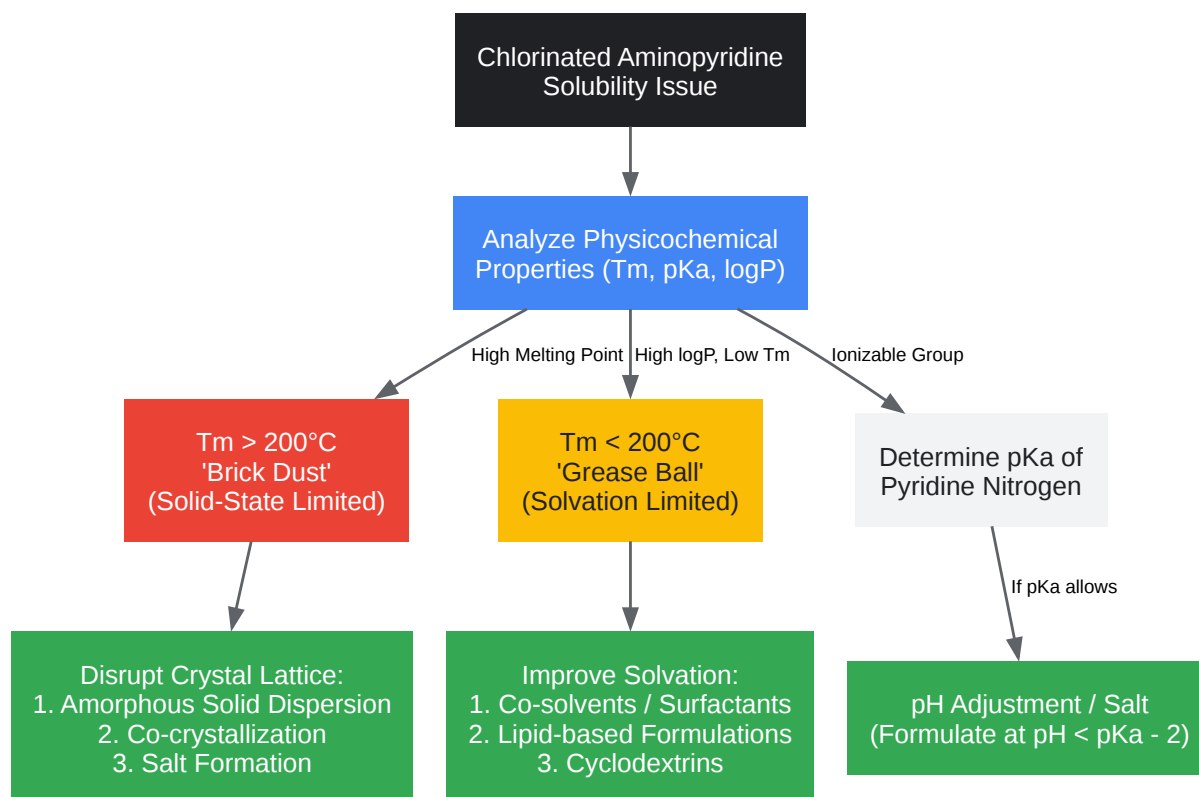 Chlorinated Aminopyridine
Solubility Issue
Analyze Physicochemical
Properties (Tm, pKa, logP)
High Melting Point
High logP, Low Tm
Ionizable Group
Tm > 200°C
'Brick Dust'
(Solid-State Limited)
Tm < 200°C
'Grease Ball'
(Solvation Limited)
Determine pKa of
Pyridine Nitrogen
If pKa allows
Disrupt Crystal Lattice:
1. Amorphous Solid Dispersion
2. Co-crystallization
3. Salt Formation
Improve Solvation:
1. Co-solvents / Surfactants
2. Lipid-based Formulations
3. Cyclodextrins
pH Adjustment / Salt
(Formulate at pH < pKa - 2)